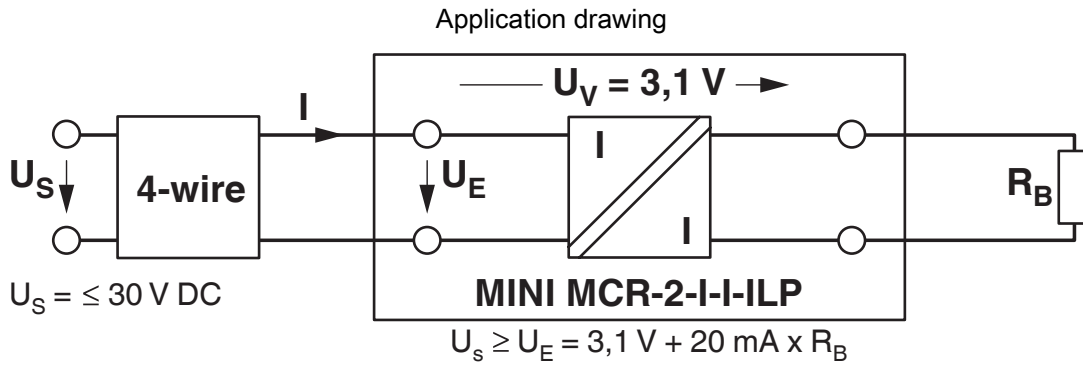 Application drawing
U_V = 3,1 V
I
U_S
4-wire
U_E
I
I
R_B
U_S = ≤ 30 V DC
MINI MCR-2-I-I-ILP
U_s ≥ U_E = 3,1 V + 20 mA x R_B